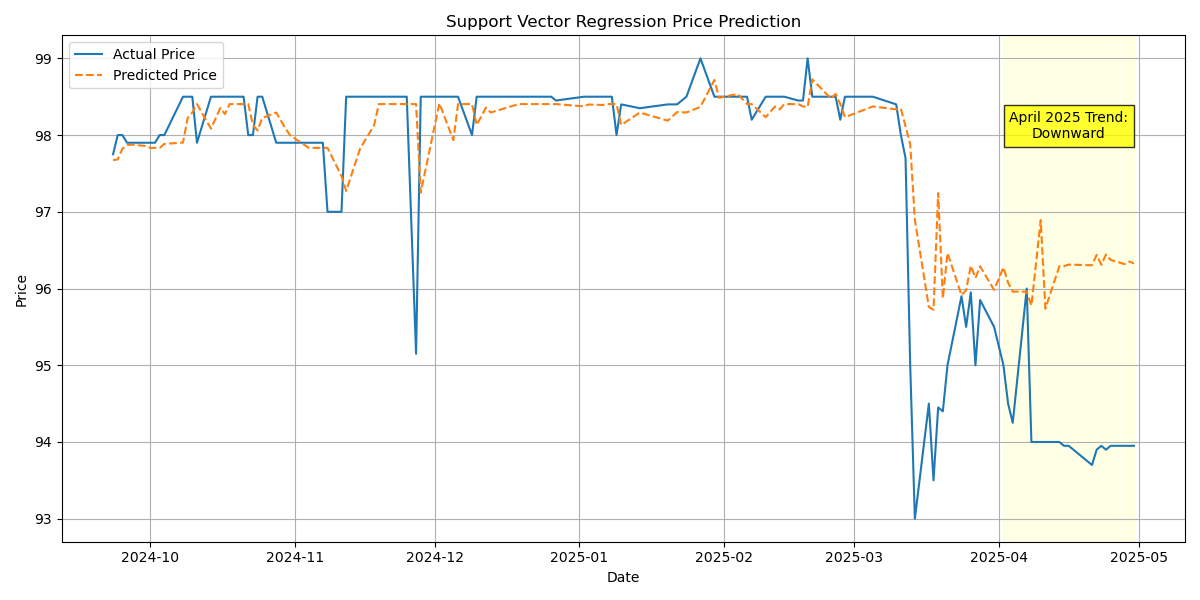 Support Vector Regression Price Prediction
Actual Price
Predicted Price
April 2025 Trend:
Downward
Price
99
98
97
96
95
94
93
2024-10
2024-11
2024-12
2025-01
2025-02
2025-03
2025-04
2025-05
Date